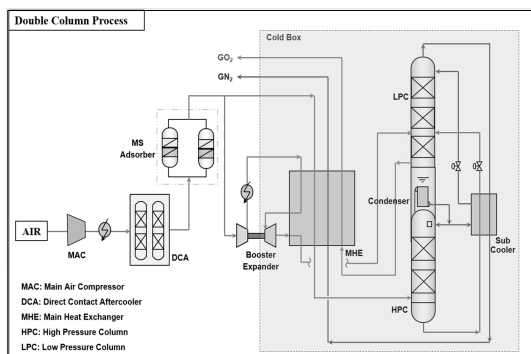 Double Column Process
Cold Box
GO2
GN2
LPC
MS
Adsorber
Condenser
AIR
MAC
DCA
Booster
Expander
MHE
Sub
Cooler
HPC
MAC: Main Air Compressor
DCA: Direct Contact Aftercooler
MHE: Main Heat Exchanger
HPC: High Pressure Column
LPC: Low Pressure Column